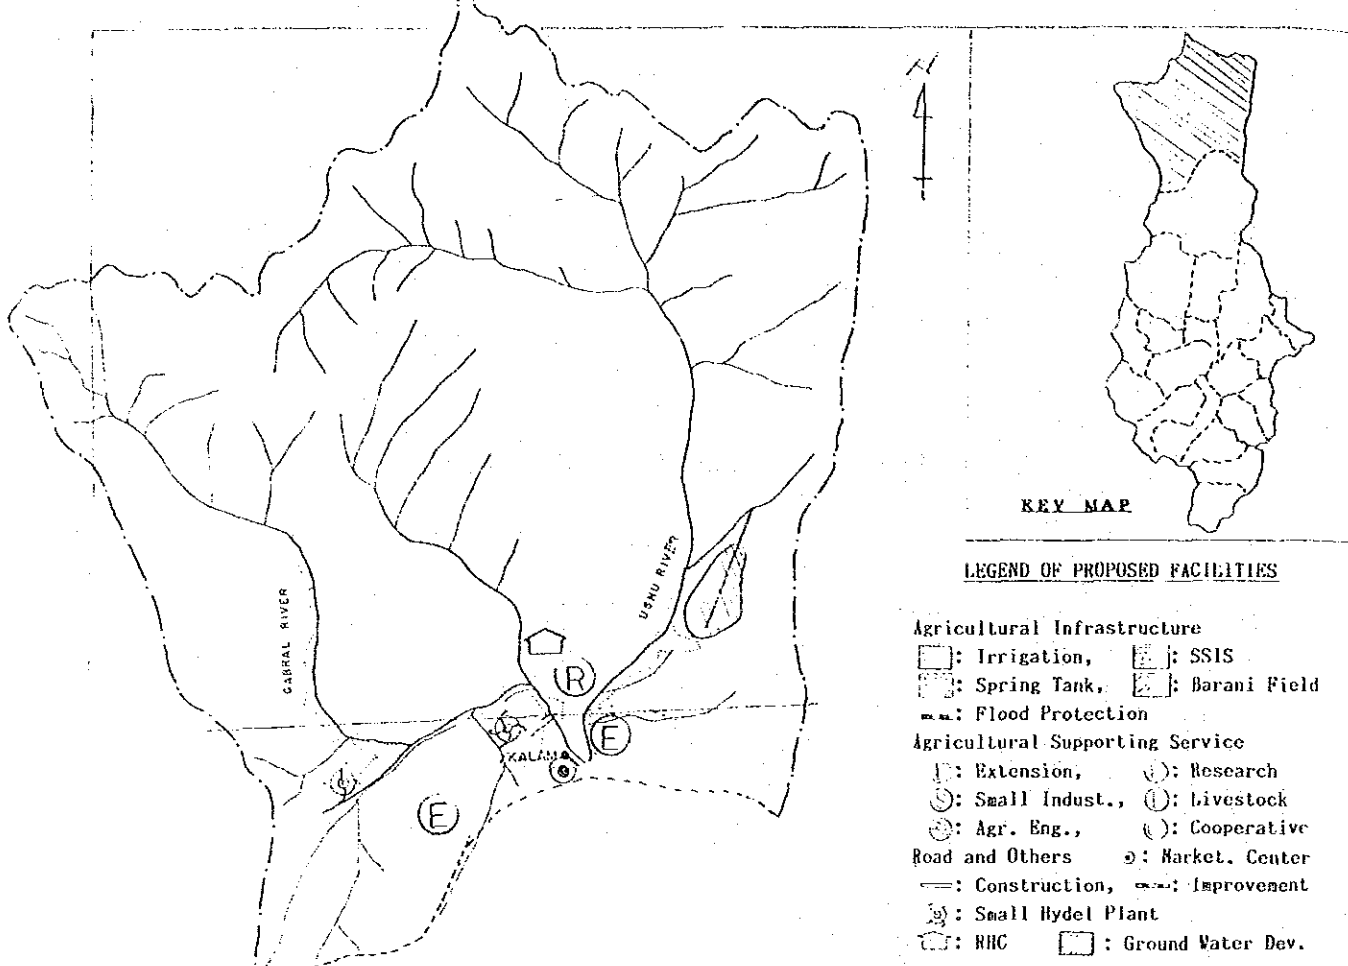 N
GABRAL RIVER
USHU RIVER
R
E
KALAM
E
KEY MAP
LEGEND OF PROPOSED FACILITIES
Agricultural Infrastructure
: Irrigation, : SSIS
: Spring Tank, : Barani Field
: Flood Protection
Agricultural Supporting Service
: Extension, : Research
S : Small Indust., L : Livestock
: Agr. Eng., : Cooperative
Road and Others : Market. Center
: Construction, : Improvement
: Small Hydel Plant
: RHC : Ground Water Dev.